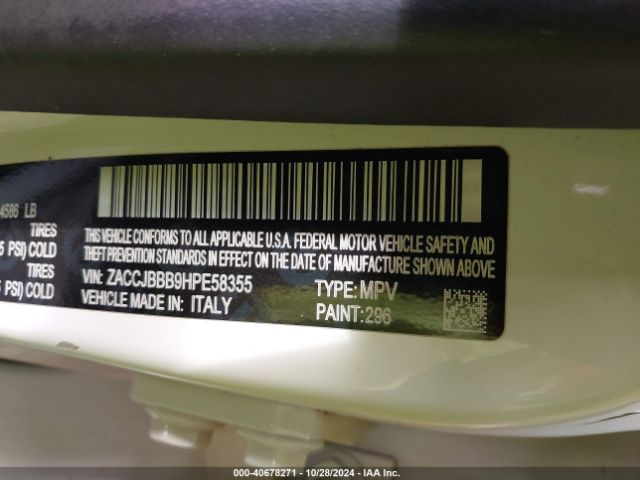 4586 LB
TIRES
5 PSI) COLD
TIRES
5 PSI) COLD
THIS VEHICLE CONFORMS TO ALL APPLICABLE U.S.A. FEDERAL MOTOR VEHICLE SAFETY AND
THEFT PREVENTION STANDARDS IN EFFECT ON THE DATE OF MANUFACTURE SHOWN ABOVE
VIN: ZACCJBBB9HPE58355 TYPE: MPV
VEHICLE MADE IN: ITALY PAINT: 296
000-40678271 - 10/28/2024 - IAA Inc.